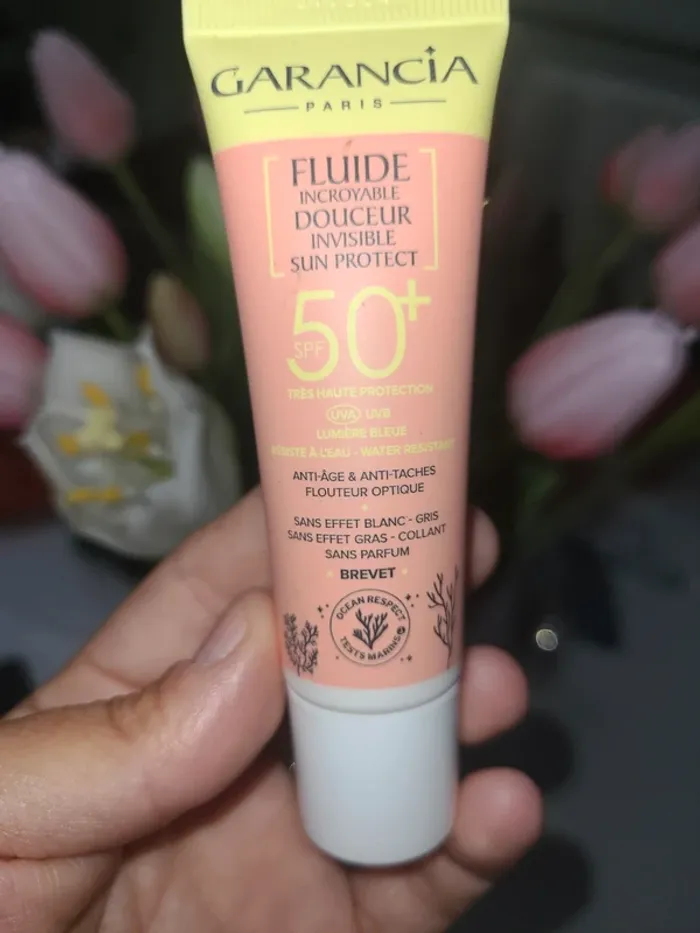 GARANCIA
PARIS
FLUIDE
INCROYABLE
DOUCEUR
INVISIBLE
SUN PROTECT
SPF 50+
TRÈS HAUTE PROTECTION
UVA UVB
LUMIÈRE BLEUE
RÉSISTE À L'EAU - WATER RESISTANT
ANTI-ÂGE & ANTI-TACHES
FLOUTEUR OPTIQUE
SANS EFFET BLANC - GRIS
SANS EFFET GRAS - COLLANT
SANS PARFUM
BREVET
OCEAN RESPECT
TESTS MARINS